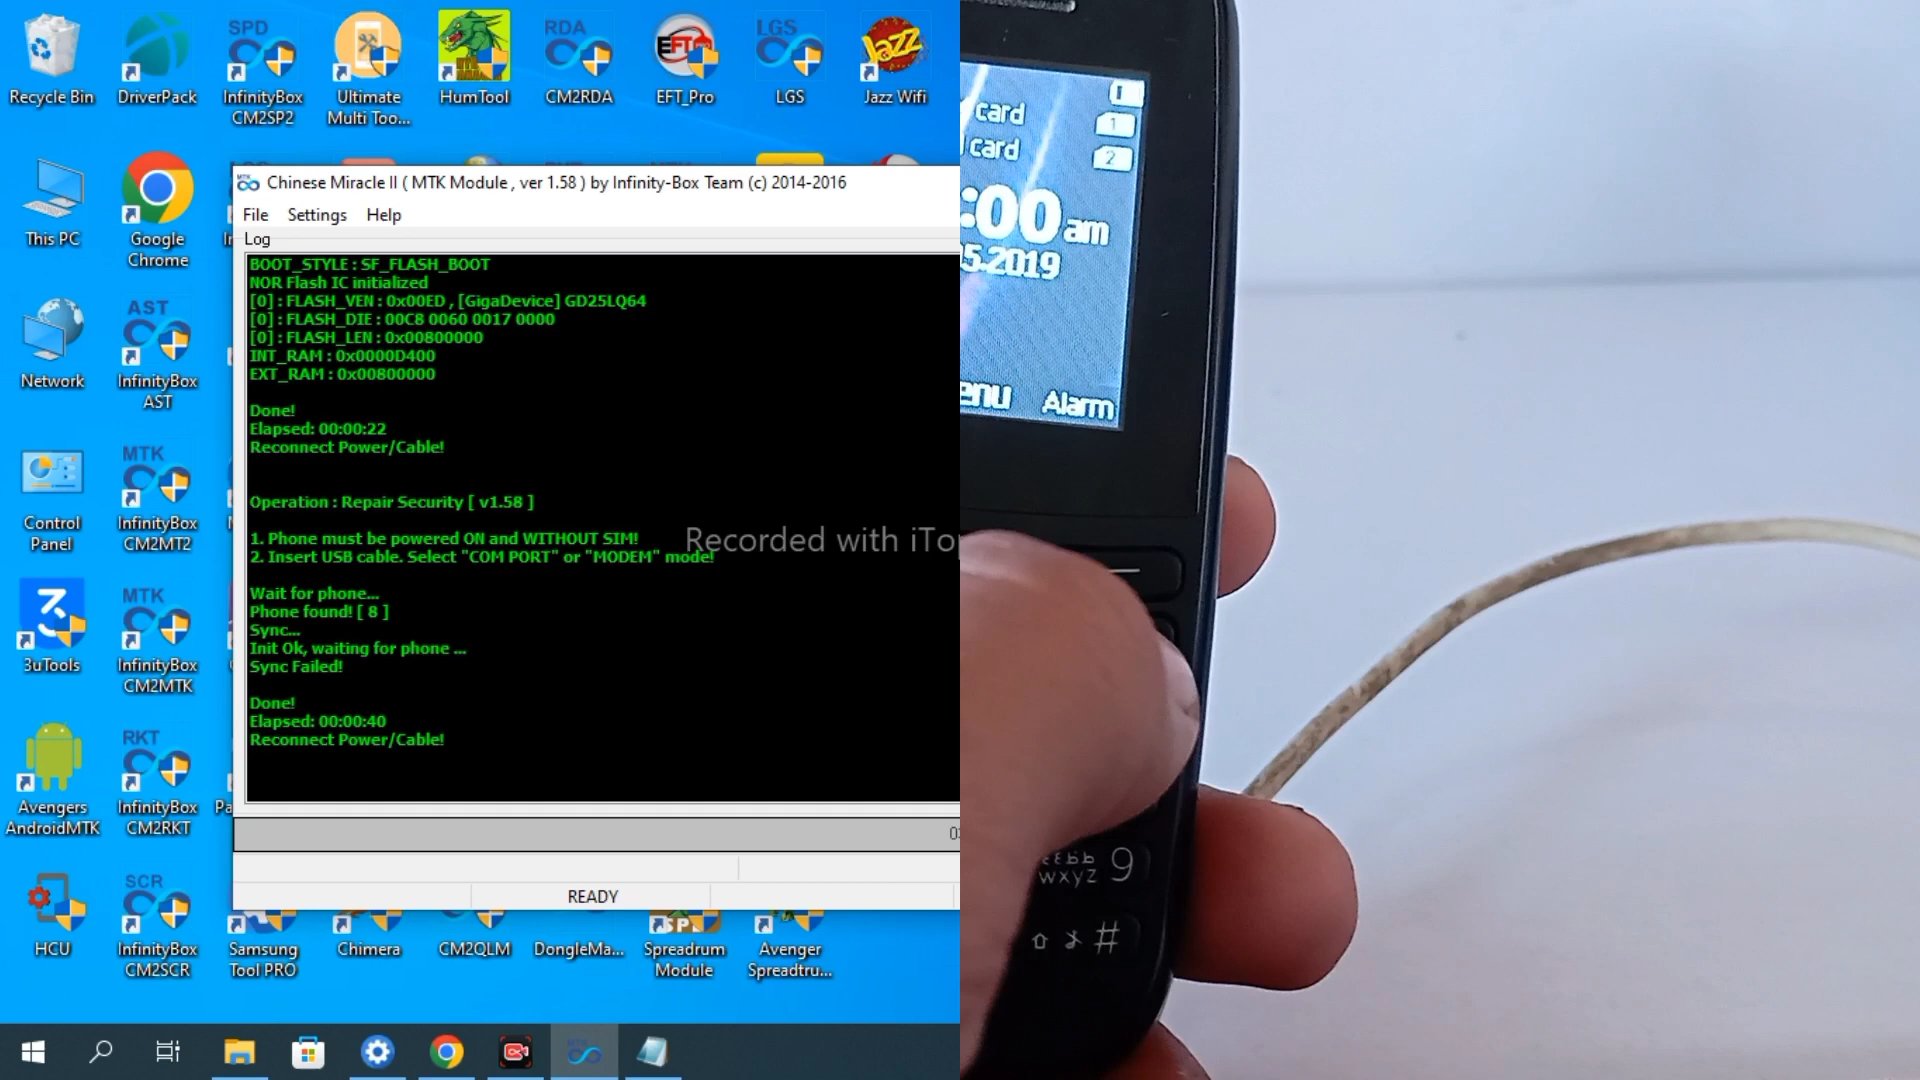 SPD
RDA
LGS
Recycle Bin
DriverPack
InfinityBox
CM2SP2
Ultimate
Multi Too...
HumTool
CM2RDA
EFT_Pro
LGS
Jazz Wifi
This PC
Google
Chrome
Network
AST
InfinityBox
AST
Control
Panel
MTK
InfinityBox
CM2MT2
3uTools
MTK
InfinityBox
CM2MTK
Avengers
AndroidMTK
RKT
InfinityBox
CM2RKT
HCU
SCR
InfinityBox
CM2SCR
Samsung
Tool PRO
Chimera
CM2QLM
DongleMa...
Spreadrum
Module
Avenger
Spreadtru...
Chinese Miracle II ( MTK Module , ver 1.58 ) by Infinity-Box Team (c) 2014-2016
File Settings Help
Log
BOOT_STYLE : SF_FLASH_BOOT
NOR Flash IC initialized
[0] : FLASH_VEN : 0x00ED , [GigaDevice] GD25LQ64
[0] : FLASH_DIE : 00C8 0060 0017 0000
[0] : FLASH_LEN : 0x00800000
INT_RAM : 0x0000D400
EXT_RAM : 0x00800000
Done!
Elapsed: 00:00:22
Reconnect Power/Cable!
Operation : Repair Security [ v1.58 ]
1. Phone must be powered ON and WITHOUT SIM!
2. Insert USB cable. Select "COM PORT" or "MODEM" mode!
Wait for phone...
Phone found! [ 8 ]
Sync...
Init Ok, waiting for phone ...
Sync Failed!
Done!
Elapsed: 00:00:40
Reconnect Power/Cable!
READY
Recorded with iTo
card
1
card
2
:00 am
5.2019
enu Alarm
wxyz 9
#